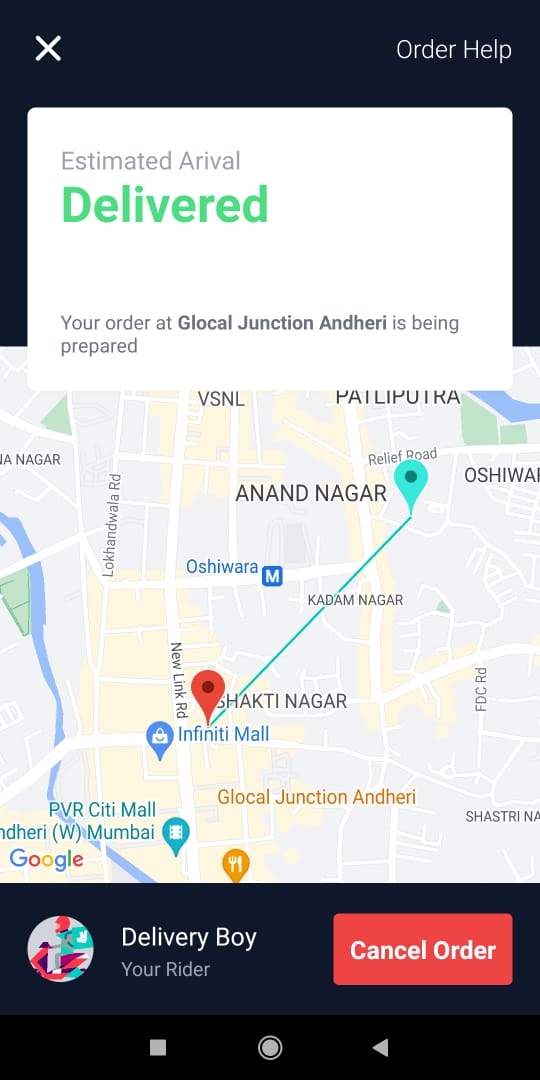 Order Help
Estimated Arival
Delivered
Your order at Glocal Junction Andheri is being
prepared
VSNL
PATLIPUTRA
NA NAGAR
Relief Road
OSHIWAR
Lokhandwala Rd
ANAND NAGAR
Oshiwara
M
KADAM NAGAR
New Link Rd
SHAKTI NAGAR
FDC Rd
Infiniti Mall
Glocal Junction Andheri
PVR Citi Mall
ndheri (W) Mumbai
SHASTRI NA
Google
Delivery Boy
Your Rider
Cancel Order